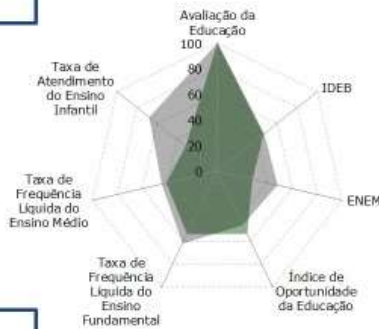 Avaliação da
Educação
100
80
60
40
20
0
IDEB
ENEM
Índice de
Oportunidade
da Educação
Taxa de
Frequência
Líquida do
Ensino
Fundamental
Taxa de
Frequência
Líquida do
Ensino Médio
Taxa de
Atendimento
do Ensino
Infantil